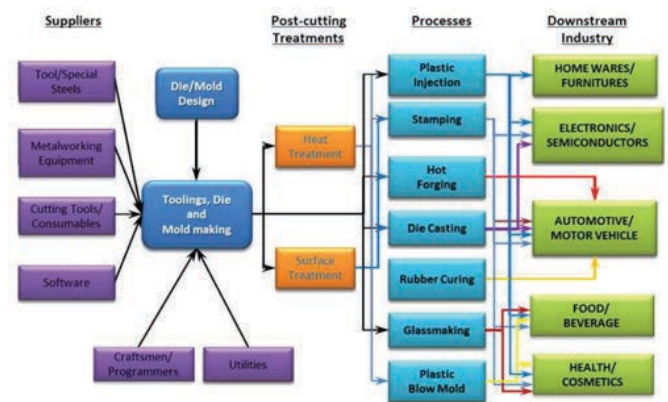 Suppliers
Post-cutting
Treatments
Processes
Downstream
Industry
Tool/Special
Steels
Metalworking
Equipment
Cutting Tools/
Consumables
Software
Craftsmen/
Programmers
Utilities
Die/Mold
Design
Toolings, Die
and
Mold making
Heat
Treatment
Surface
Treatment
Plastic
Injection
Stamping
Hot
Forging
Die Casting
Rubber Curing
Glassmaking
Plastic
Blow Mold
HOME WARES/
FURNITURES
ELECTRONICS/
SEMICONDUCTORS
AUTOMOTIVE/
MOTOR VEHICLE
FOOD/
BEVERAGE
HEALTH/
COSMETICS